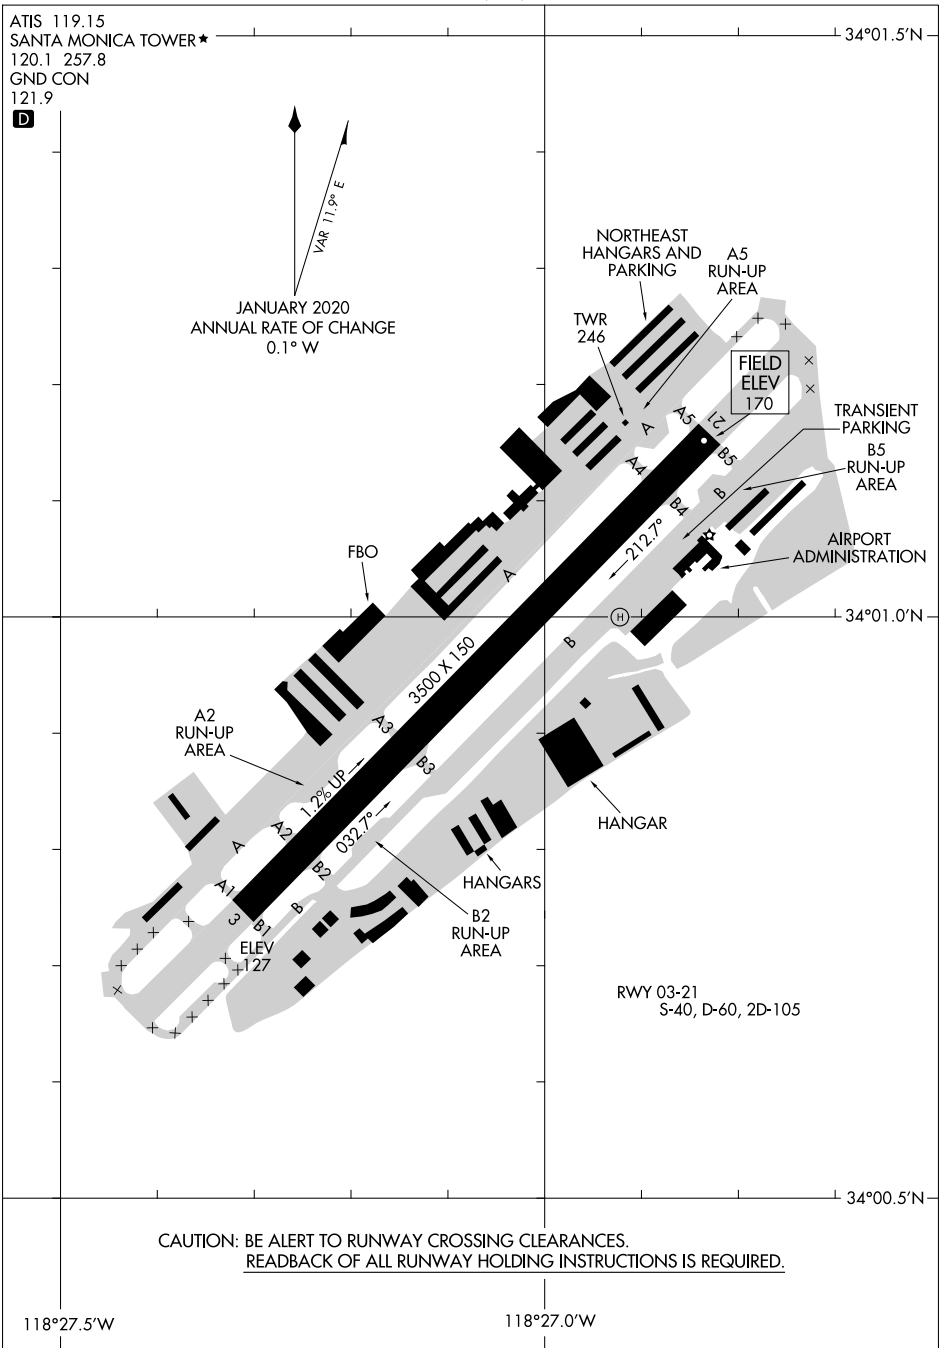 ATIS 119.15
SANTA MONICA TOWER★
120.1 257.8
GND CON
121.9
D
34°01.5'N
VAR 11.9° E
JANUARY 2020
ANNUAL RATE OF CHANGE
0.1° W
NORTHEAST
HANGARS AND
PARKING
A5
RUN-UP
AREA
TWR
246
FIELD
ELEV
170
TRANSIENT
PARKING
B5
RUN-UP
AREA
AIRPORT
ADMINISTRATION
A
A5
21
B5
A4
B4
B
212.7°
FBO
A
H
34°01.0'N
B
3500 X 150
A2
RUN-UP
AREA
A3
B3
1.2% UP
032.7°
HANGAR
A
A2
B2
HANGARS
A1
B
B2
RUN-UP
AREA
3
B1
ELEV
127
RWY 03-21
S-40, D-60, 2D-105
34°00.5'N
CAUTION: BE ALERT TO RUNWAY CROSSING CLEARANCES.
READBACK OF ALL RUNWAY HOLDING INSTRUCTIONS IS REQUIRED.
118°27.5'W
118°27.0'W